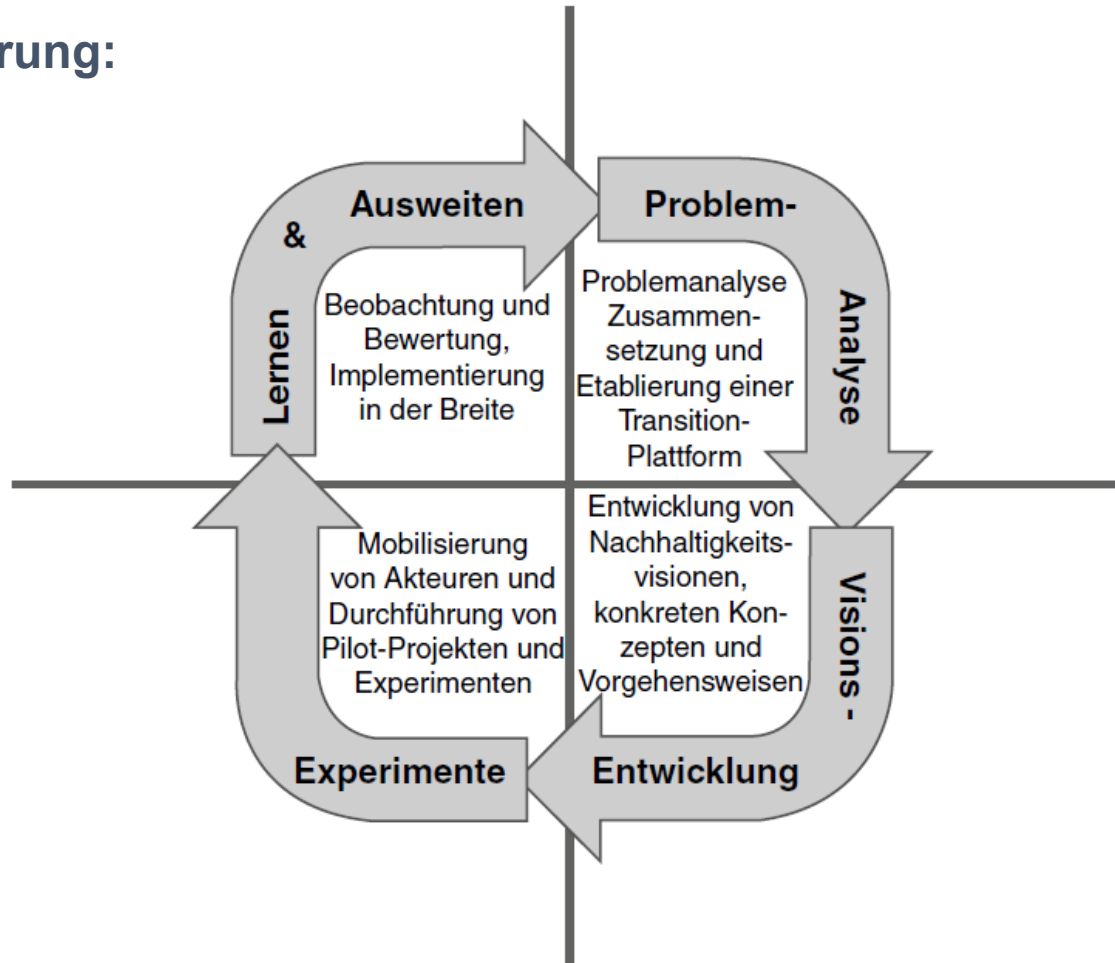 rung:
Problem-
Analyse
Problemanalyse
Zusammen-
setzung und
Etablierung einer
Transition-
Plattform
Visions -
Entwicklung
Entwicklung von
Nachhaltigkeits-
visionen,
konkreten Kon-
zepten und
Vorgehensweisen
Experimente
Mobilisierung
von Akteuren und
Durchführung von
Pilot-Projekten und
Experimenten
Lernen
&
Ausweiten
Beobachtung und
Bewertung,
Implementierung
in der Breite